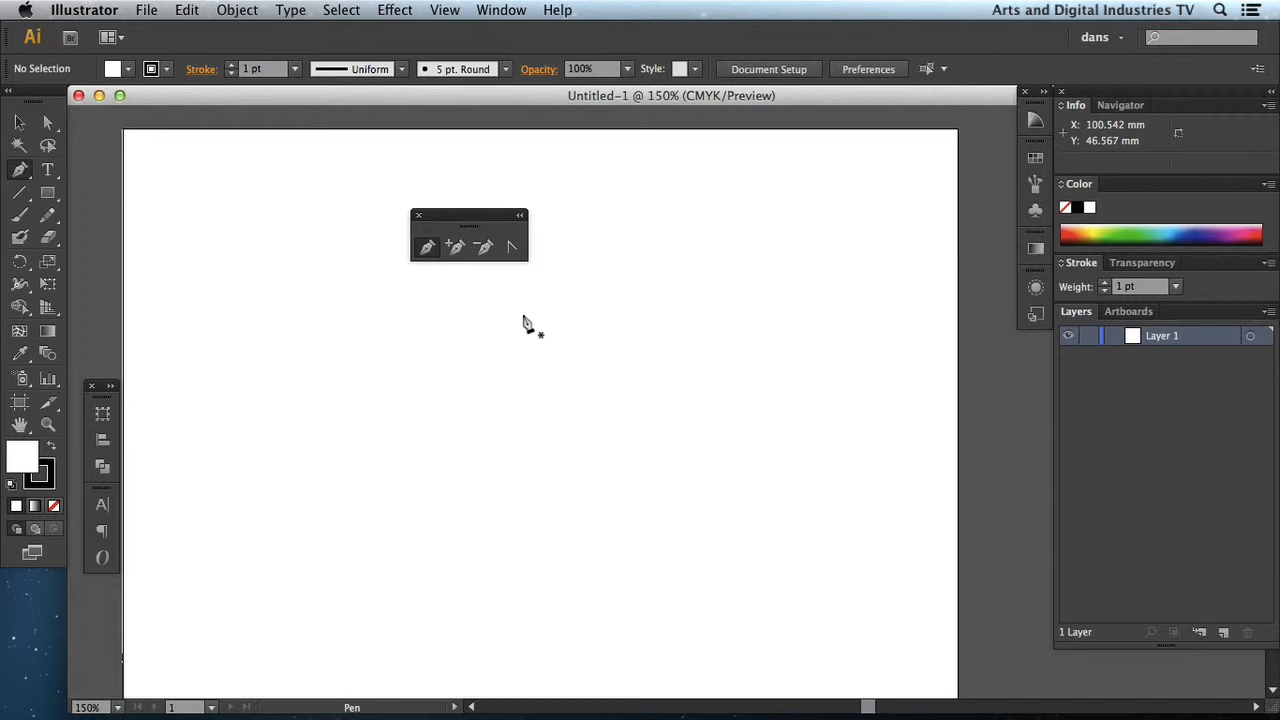 Illustrator File Edit Object Type Select Effect View Window Help Arts and Digital Industries TV
Ai Br dans
No Selection Stroke: 1 pt Uniform 5 pt. Round Opacity: 100% Style: Document Setup Preferences
Untitled-1 @ 150% (CMYK/Preview)
Info Navigator
X: 100.542 mm
Y: 46.567 mm
Color
Stroke Transparency
Weight: 1 pt
Layers Artboards
Layer 1
1 Layer
150% 1 Pen